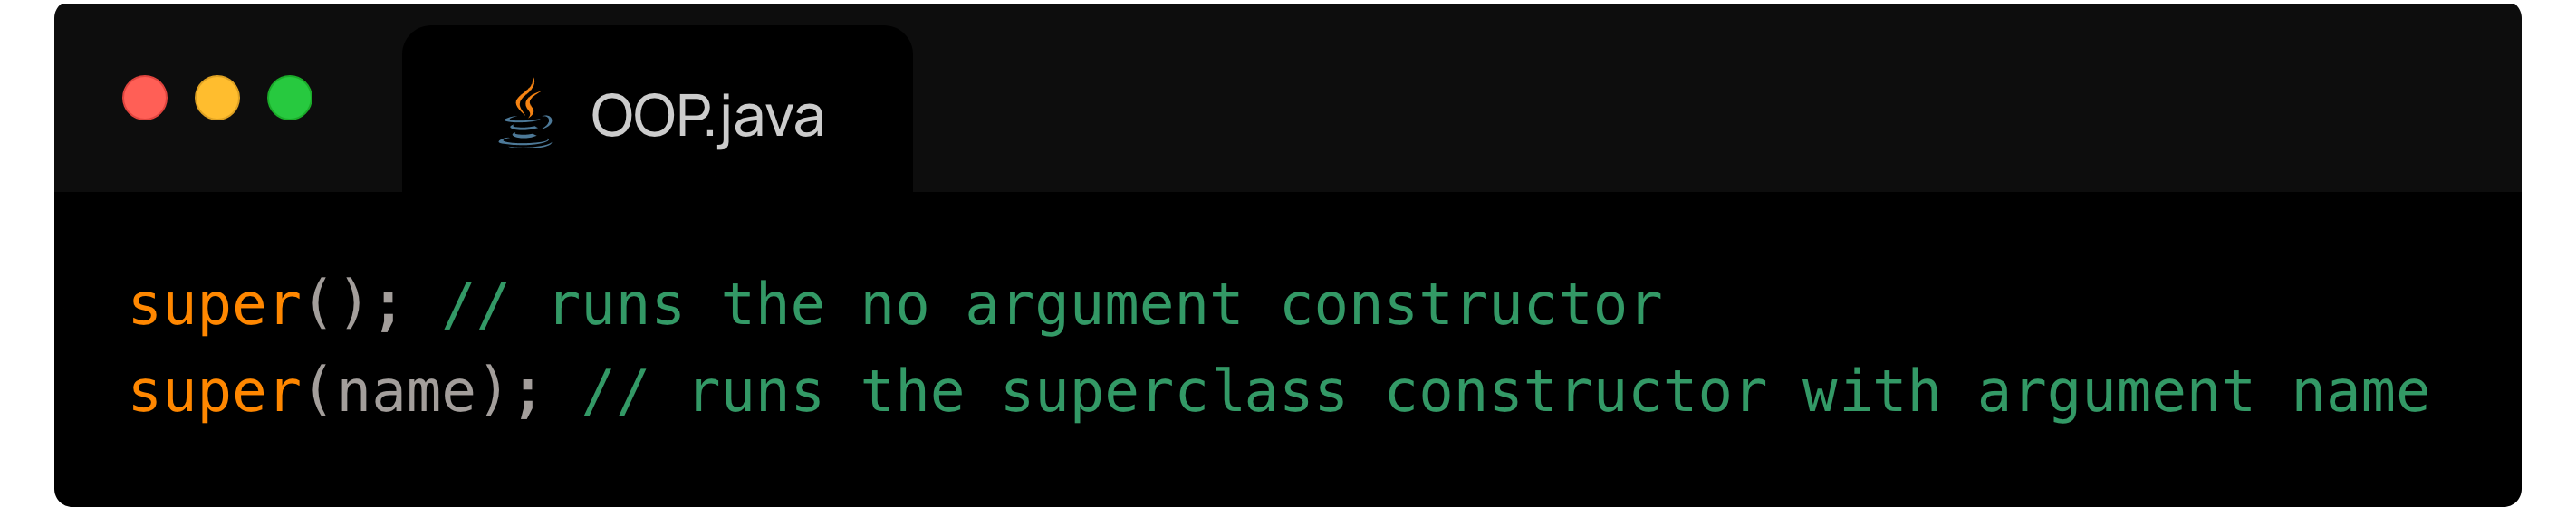 OOP.java
super(); // runs the no argument constructor
super(name); // runs the superclass constructor with argument name